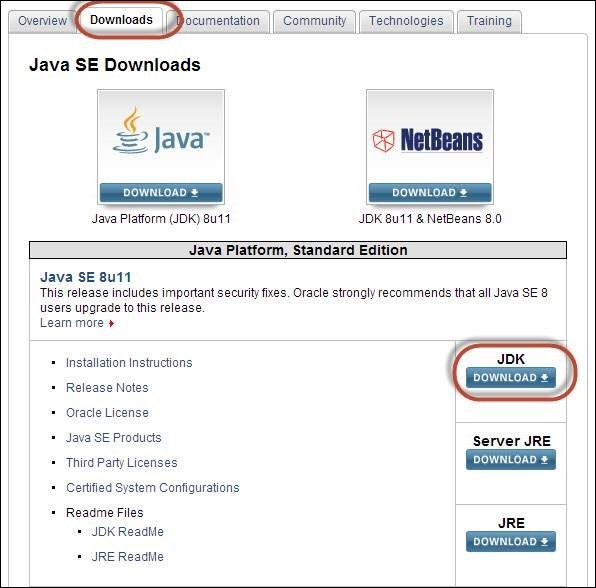 Overview Downloads Documentation Community Technologies Training
Java SE Downloads
Java™ NetBeans
DOWNLOAD DOWNLOAD
Java Platform (JDK) 8u11 JDK 8u11 & NetBeans 8.0
Java Platform, Standard Edition
Java SE 8u11
This release includes important security fixes. Oracle strongly recommends that all Java SE 8
users upgrade to this release.
Learn more
Installation Instructions
Release Notes
Oracle License
Java SE Products
Third Party Licenses
Certified System Configurations
Readme Files
JDK ReadMe
JRE ReadMe
JDK
DOWNLOAD
Server JRE
DOWNLOAD
JRE
DOWNLOAD